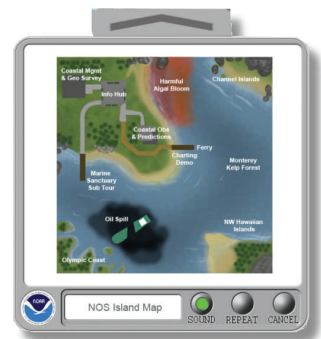 Coastal Mgmt
& Geo Survey
Info Hub
Harmful
Algal Bloom
Channel Islands
Coastal Obs
& Predictions
Ferry
Charting
Demo
Monterey
Kelp Forest
Marine
Sanctuary
Sub Tour
Oil Spill
NW Hawaiian
Islands
Olympic Coast
NOAA
NOS Island Map
SOUND REPEAT CANCEL